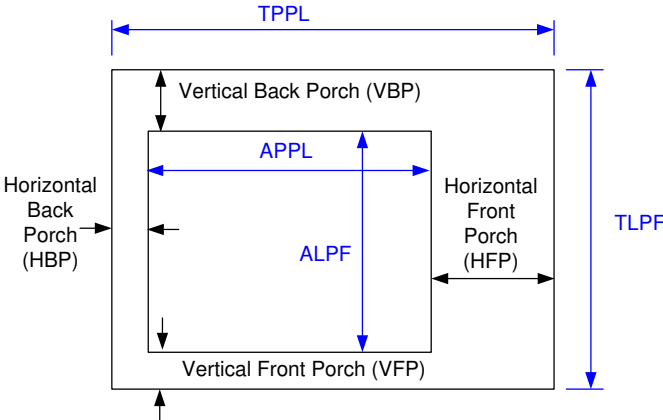 TPPL
Vertical Back Porch (VBP)
APPL
Horizontal
Back
Porch
(HBP)
Horizontal
Front
Porch
(HFP)
TLPF
ALPF
Vertical Front Porch (VFP)